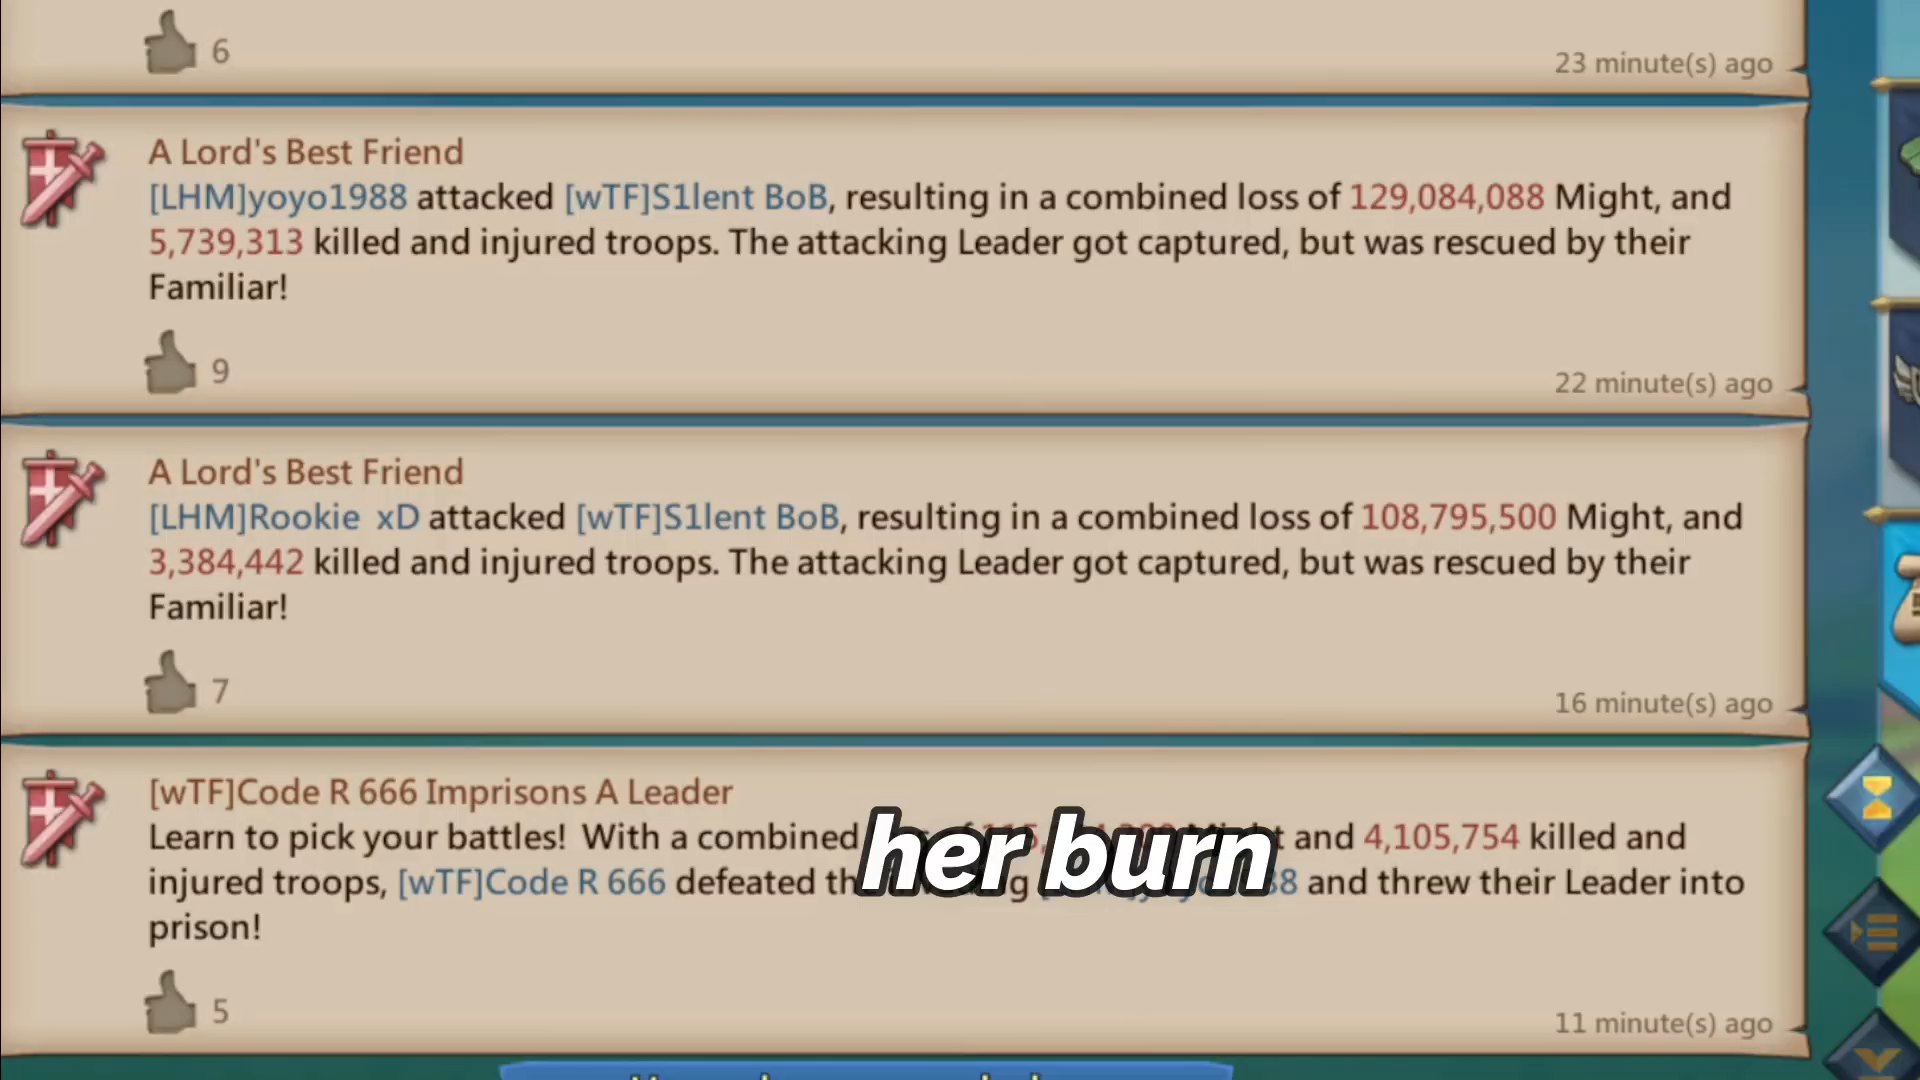 6
23 minute(s) ago
A Lord's Best Friend
[LHM]yoyo1988 attacked [wTF]S1lent BoB, resulting in a combined loss of 129,084,088 Might, and
5,739,313 killed and injured troops. The attacking Leader got captured, but was rescued by their
Familiar!
9
22 minute(s) ago
A Lord's Best Friend
[LHM]Rookie xD attacked [wTF]S1lent BoB, resulting in a combined loss of 108,795,500 Might, and
3,384,442 killed and injured troops. The attacking Leader got captured, but was rescued by their
Familiar!
7
16 minute(s) ago
[wTF]Code R 666 Imprisons A Leader
Learn to pick your battles! With a combined Might and 4,105,754 killed and
her burn
injured troops, [wTF]Code R 666 defeated and threw their Leader into
prison!
5
11 minute(s) ago